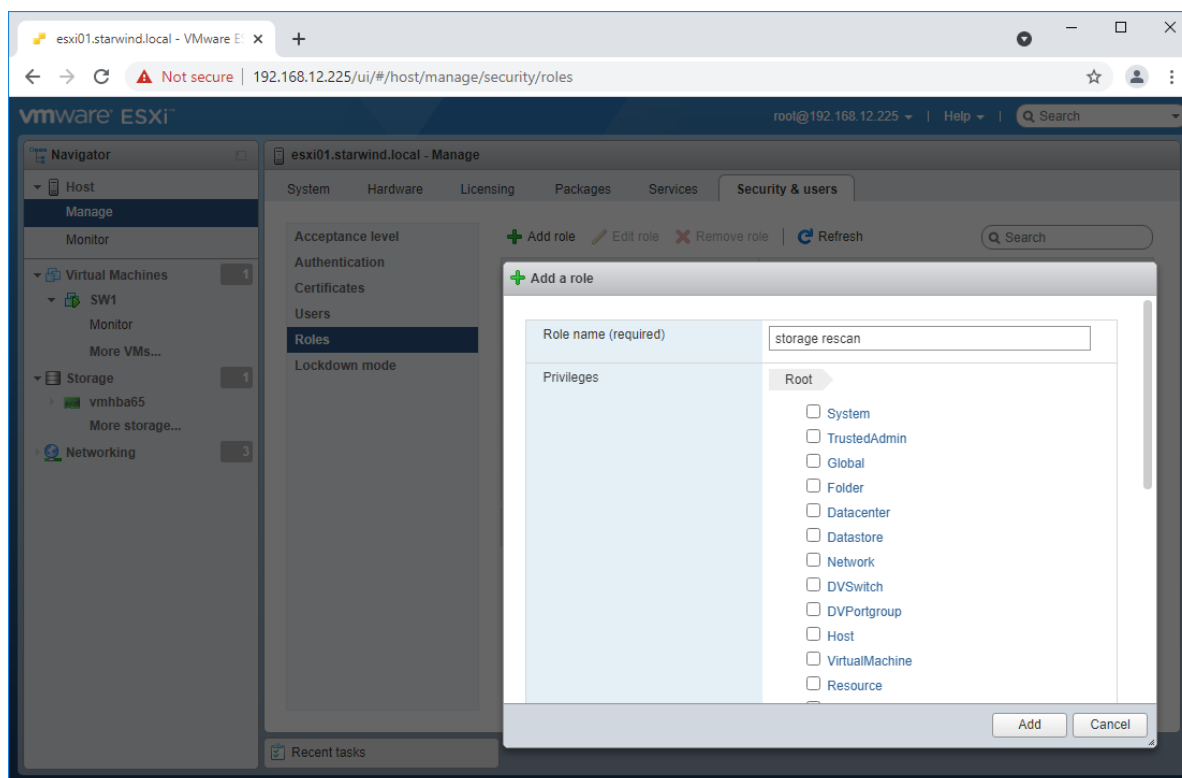 esxi01.starwind.local - VMware E
Not secure | 192.168.12.225/ui/#/host/manage/security/roles
vmware ESXi™
root@192.168.12.225 | Help | Search
Navigator
Host
Manage
Monitor
Virtual Machines 1
SW1
Monitor
More VMs...
Storage 1
vmhba65
More storage...
Networking 3
esxi01.starwind.local - Manage
System Hardware Licensing Packages Services Security & users
Acceptance level
Authentication
Certificates
Users
Roles
Lockdown mode
Add role Edit role Remove role | Refresh Search
Add a role
Role name (required) storage rescan
Privileges Root
System
TrustedAdmin
Global
Folder
Datacenter
Datastore
Network
DVSwitch
DVPortgroup
Host
VirtualMachine
Resource
Add Cancel
Recent tasks